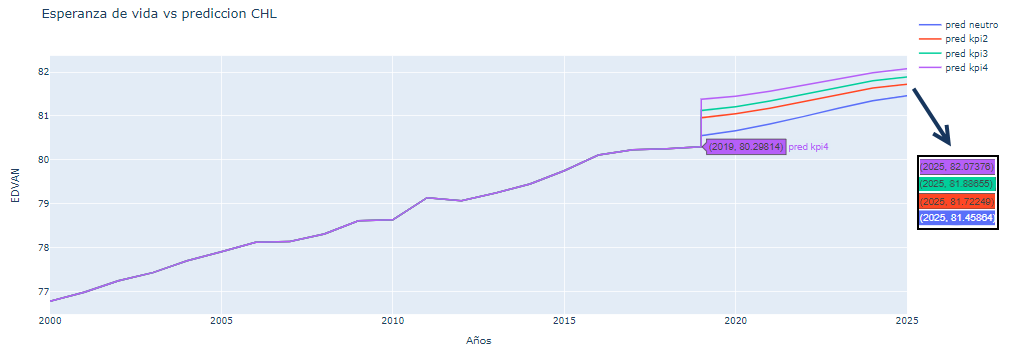 Esperanza de vida vs prediccion CHL
pred neutro
pred kpi2
pred kpi3
pred kpi4
82
81
80
79
78
77
EDVAN
(2019, 80.29814) pred kpi4
(2025, 82.07376)
(2025, 81.88655)
(2025, 81.72249)
(2025, 81.45864)
2000
2005
2010
2015
2020
2025
Años